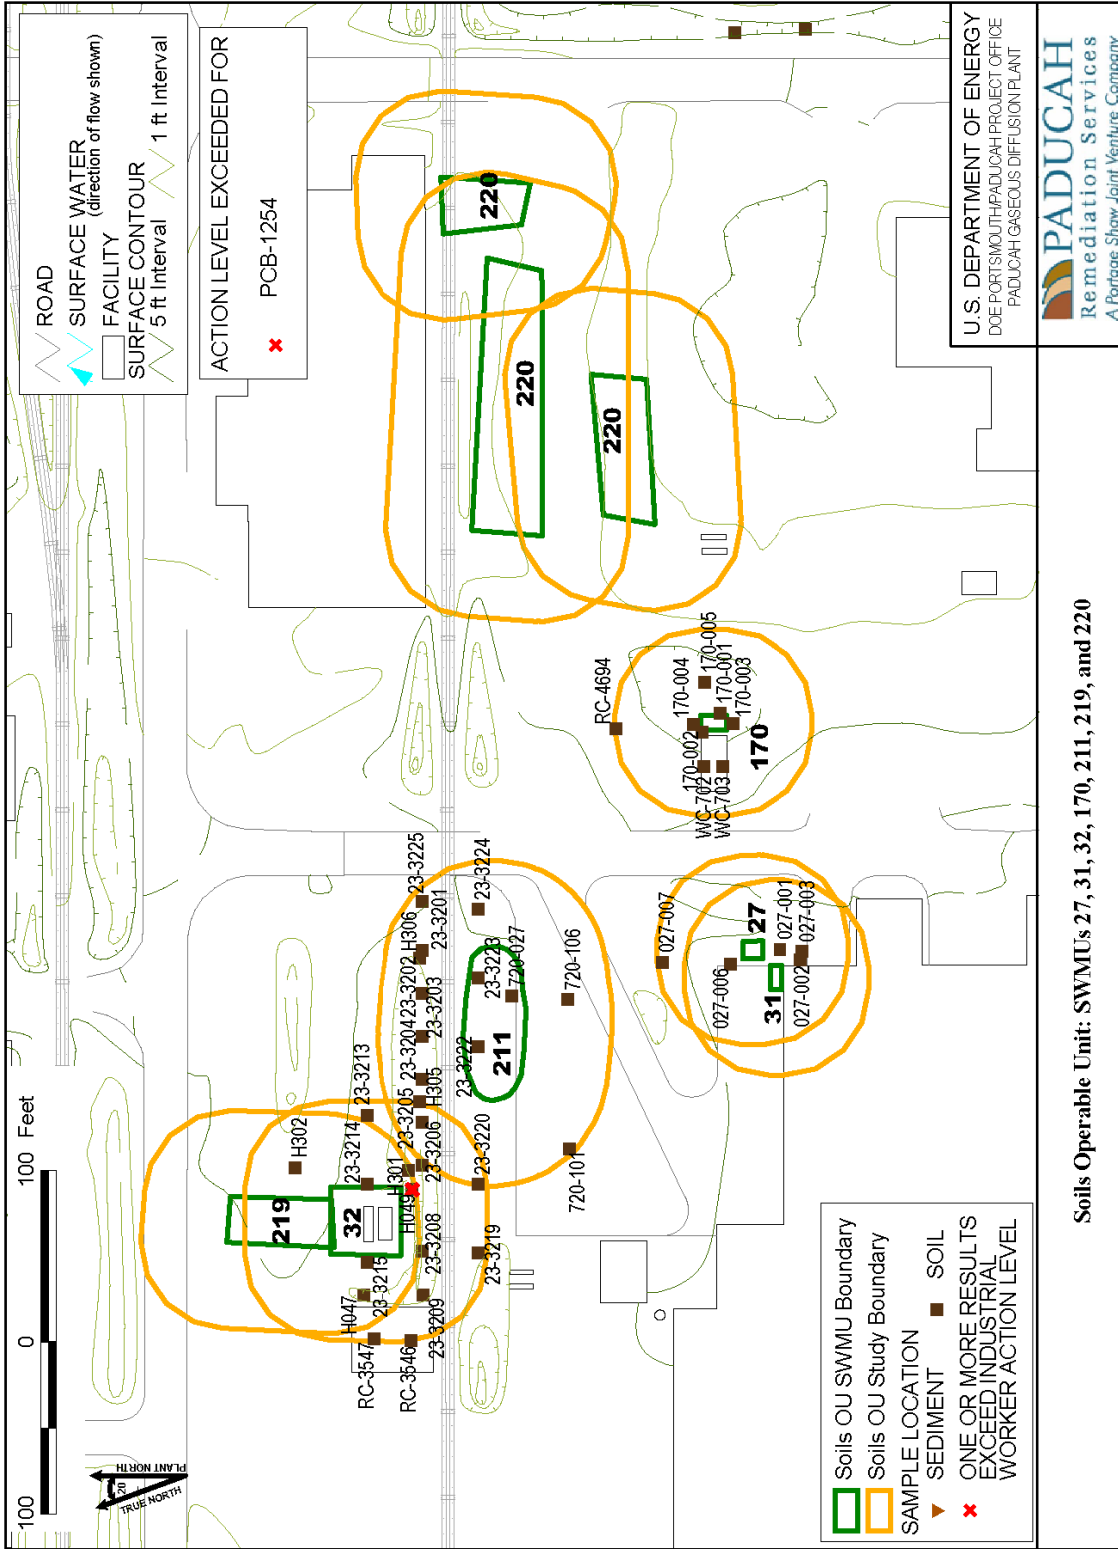 100 0 100 Feet
PLANT NORTH
TRUE NORTH
20
ROAD
SURFACE WATER
(direction of flow shown)
FACILITY
SURFACE CONTOUR
5 ft Interval 1 ft Interval
ACTION LEVEL EXCEEDED FOR
PCB-1254
219
H302
32
23-3214
23-3213
H047
23-3215
RC-3547
RC-3546
23-3209
23-3208
H049
H301
23-3206
23-3205
H305
23-3204
23-3203
23-3202
H306
23-3201
23-3225
23-3219
23-3220
23-3222
23-3223
23-3224
211
720-027
720-101
720-106
220
220
220
RC-4694
170-004
170-005
170-001
170-003
170-002
WC-702
WC-703
170
027-007
027-006
27
31
027-001
027-002
027-003
Soils OU SWMU Boundary
Soils OU Study Boundary
SAMPLE LOCATION
SEDIMENT SOIL
ONE OR MORE RESULTS
EXCEED INDUSTRIAL
WORKER ACTION LEVEL
U.S. DEPARTMENT OF ENERGY
DOE PORTSMOUTH/PADUCAH PROJECT OFFICE
PADUCAH GASEOUS DIFFUSION PLANT
PADUCAH
Remediation Services
A Portage Shaw Joint Venture Company
Soils Operable Unit: SWMUs 27, 31, 32, 170, 211, 219, and 220